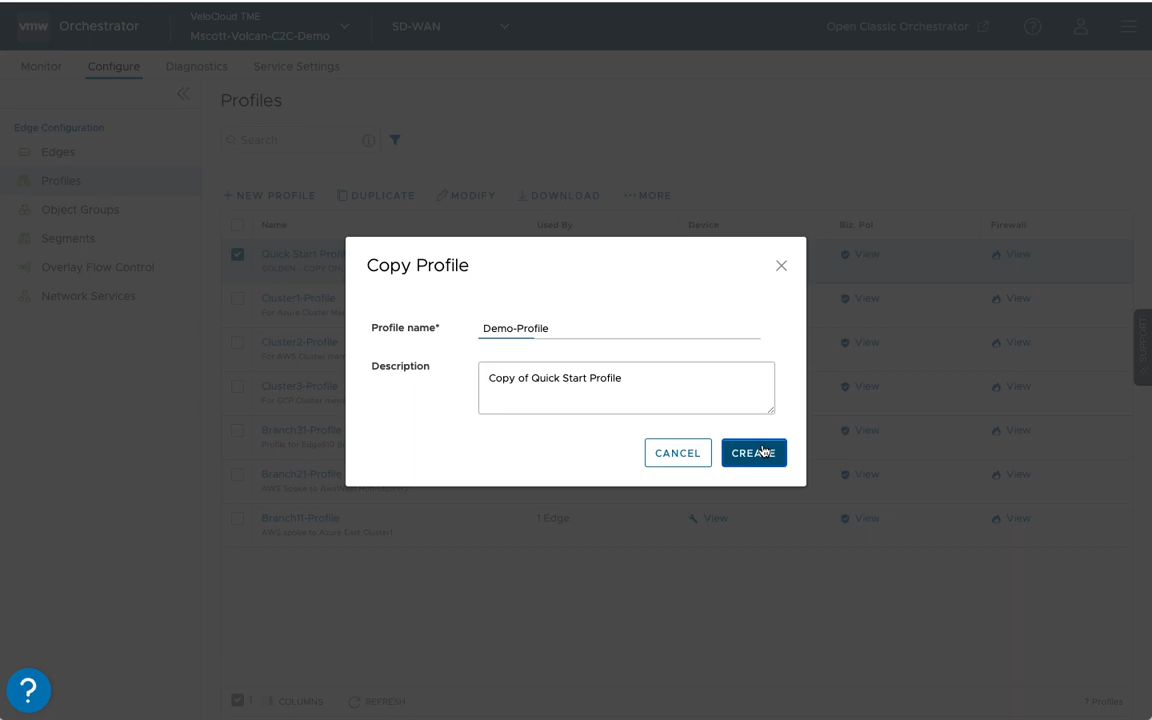 vmw Orchestrator
VeloCloud TME
Mscott-Volcan-C2C-Demo
SD-WAN
Open Classic Orchestrator
Monitor Configure Diagnostics Service Settings
Edge Configuration
Edges
Profiles
Object Groups
Segments
Overlay Flow Control
Network Services
Profiles
Search
+ NEW PROFILE DUPLICATE MODIFY DOWNLOAD ··· MORE
Name Used By Device Biz. Pol Firewall
Quick Start View View
Cluster1-Profile View View
For Azure Cluster
Cluster2-Profile View View
For AWS Cluster
Cluster3-Profile View View
For GCP Cluster
Branch31-Profile View View
Profile for
Branch21-Profile View View
AWS Spoke to
Branch11-Profile 1 Edge View View View
AWS spoke to Azure East Cluster1
Copy Profile
Profile name* Demo-Profile
Description Copy of Quick Start Profile
CANCEL CREATE
SUPPORT
1 COLUMNS REFRESH 7 Profiles
?